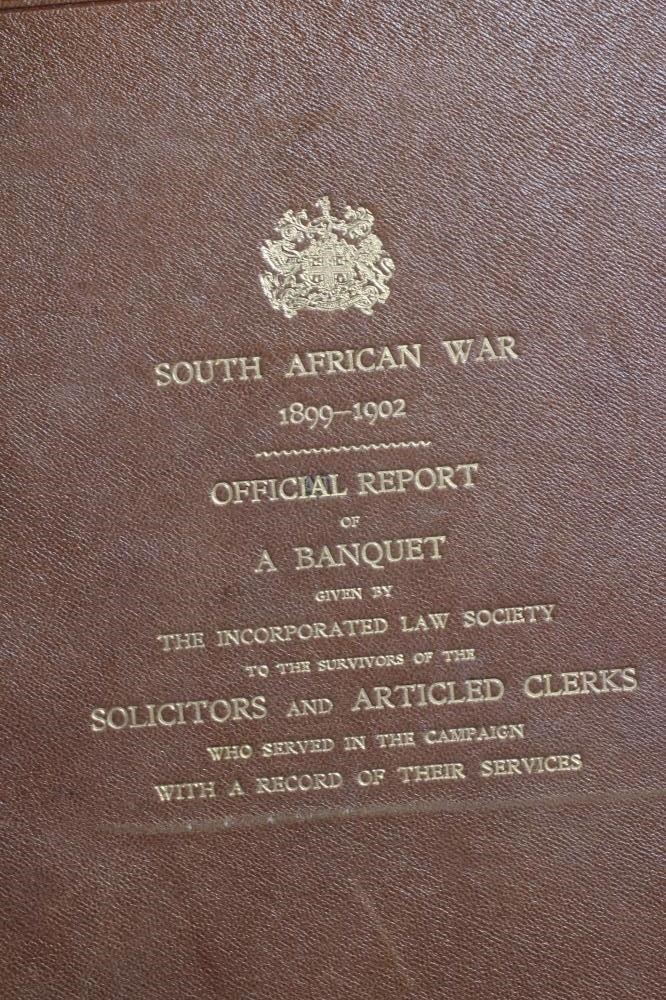 SOUTH AFRICAN WAR
1899–1902
OFFICIAL REPORT
OF
A BANQUET
GIVEN BY
THE INCORPORATED LAW SOCIETY
TO THE SURVIVORS OF THE
SOLICITORS AND ARTICLED CLERKS
WHO SERVED IN THE CAMPAIGN
WITH A RECORD OF THEIR SERVICES